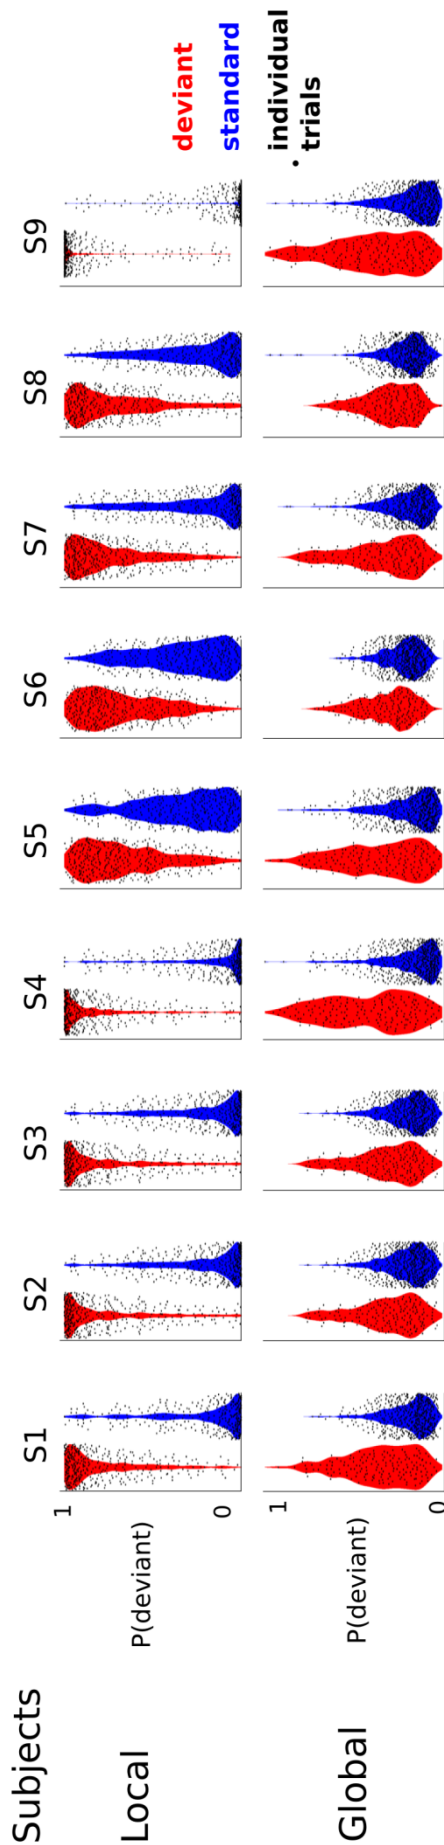 Subjects
S1 S2 S3 S4 S5 S6 S7 S8 S9
Local
P(deviant)
1
0
deviant
standard
· individual
trials
Global
P(deviant)
1
0